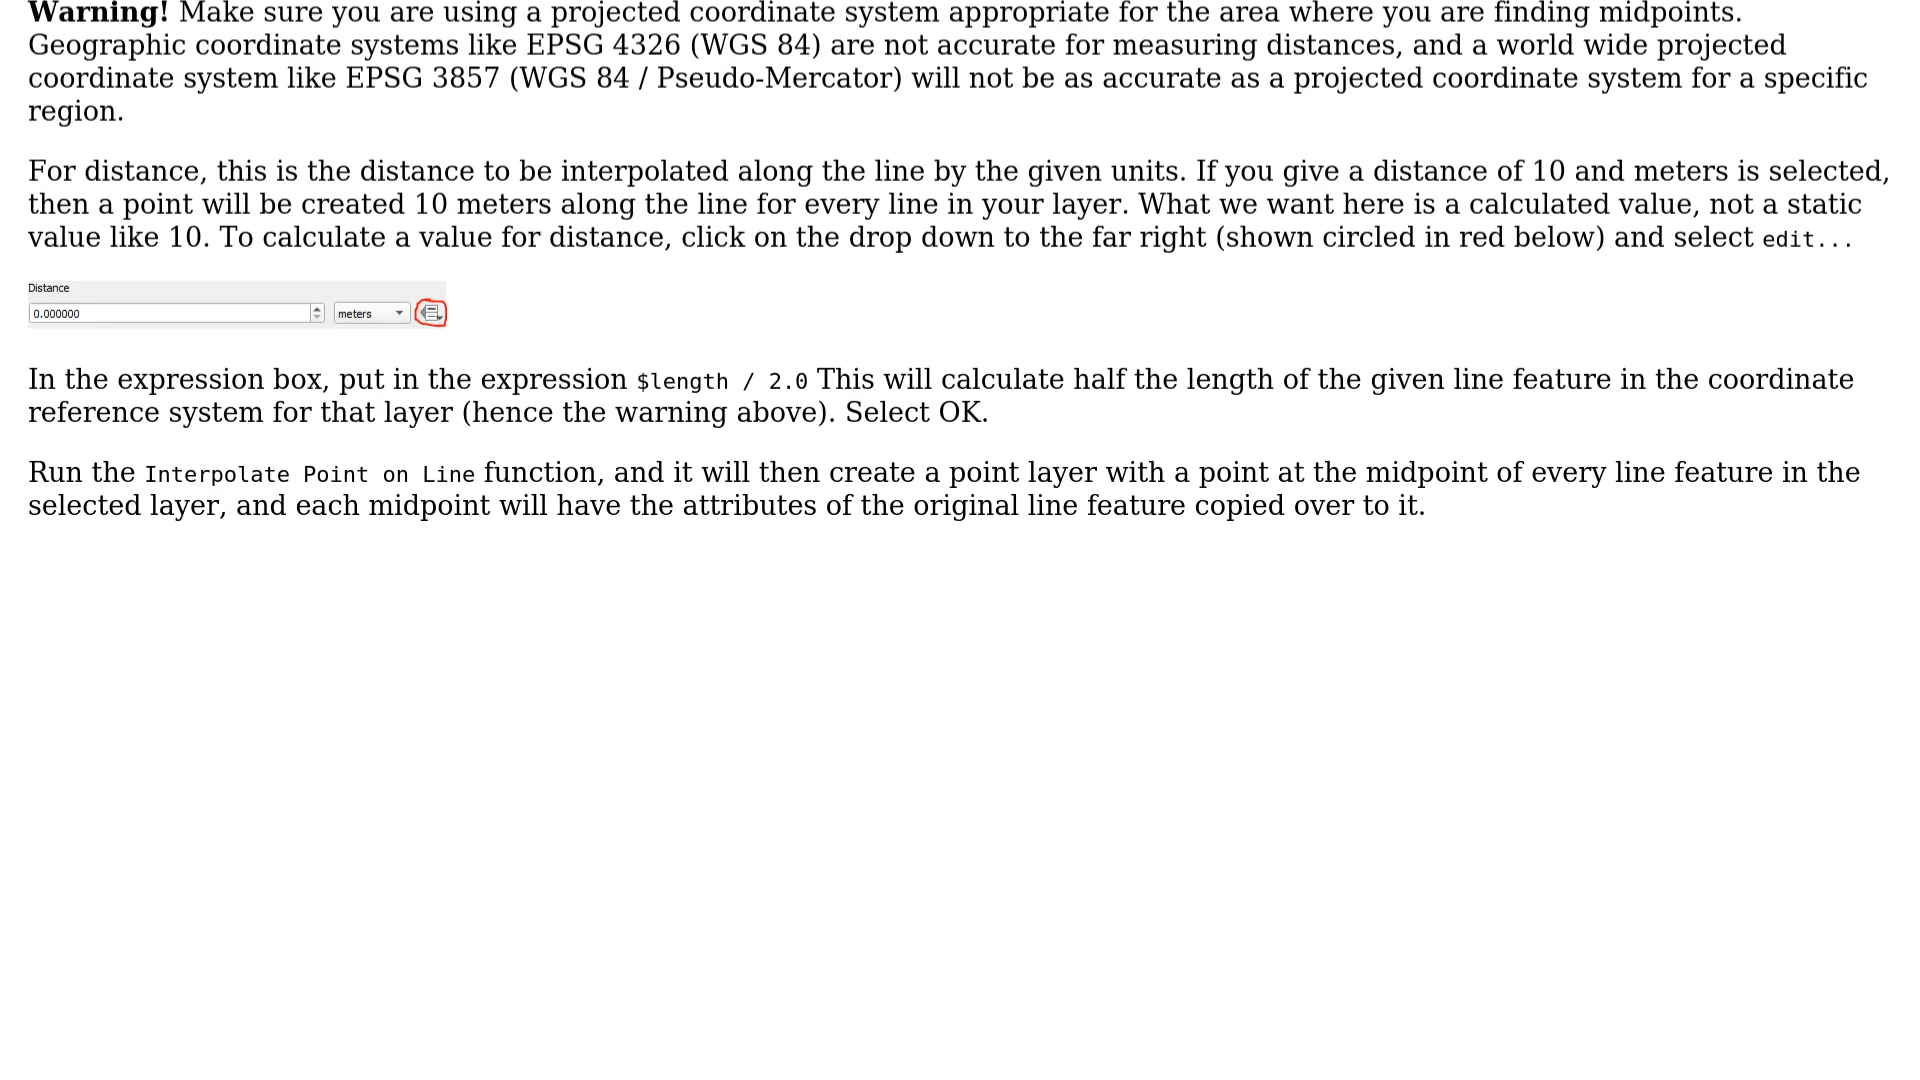 Warning! Make sure you are using a projected coordinate system appropriate for the area where you are finding midpoints.
Geographic coordinate systems like EPSG 4326 (WGS 84) are not accurate for measuring distances, and a world wide projected
coordinate system like EPSG 3857 (WGS 84 / Pseudo-Mercator) will not be as accurate as a projected coordinate system for a specific
region.
For distance, this is the distance to be interpolated along the line by the given units. If you give a distance of 10 and meters is selected,
then a point will be created 10 meters along the line for every line in your layer. What we want here is a calculated value, not a static
value like 10. To calculate a value for distance, click on the drop down to the far right (shown circled in red below) and select edit...
Distance
0.000000 meters
In the expression box, put in the expression $length / 2.0 This will calculate half the length of the given line feature in the coordinate
reference system for that layer (hence the warning above). Select OK.
Run the Interpolate Point on Line function, and it will then create a point layer with a point at the midpoint of every line feature in the
selected layer, and each midpoint will have the attributes of the original line feature copied over to it.